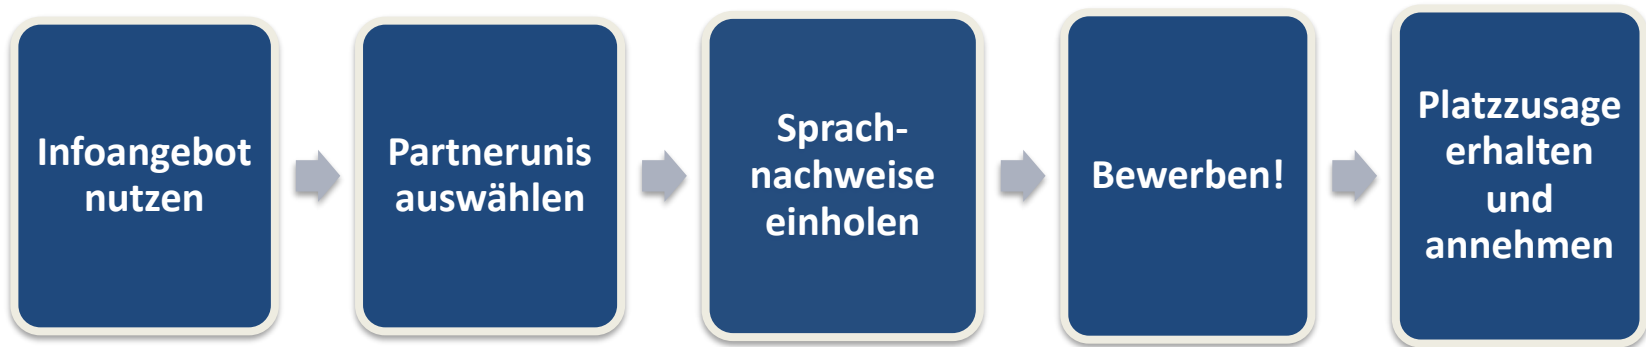 Infoangebot
nutzen
Partnerunis
auswählen
Sprach-
nachweise
einholen
Bewerben!
Platzzusage
erhalten
und
annehmen